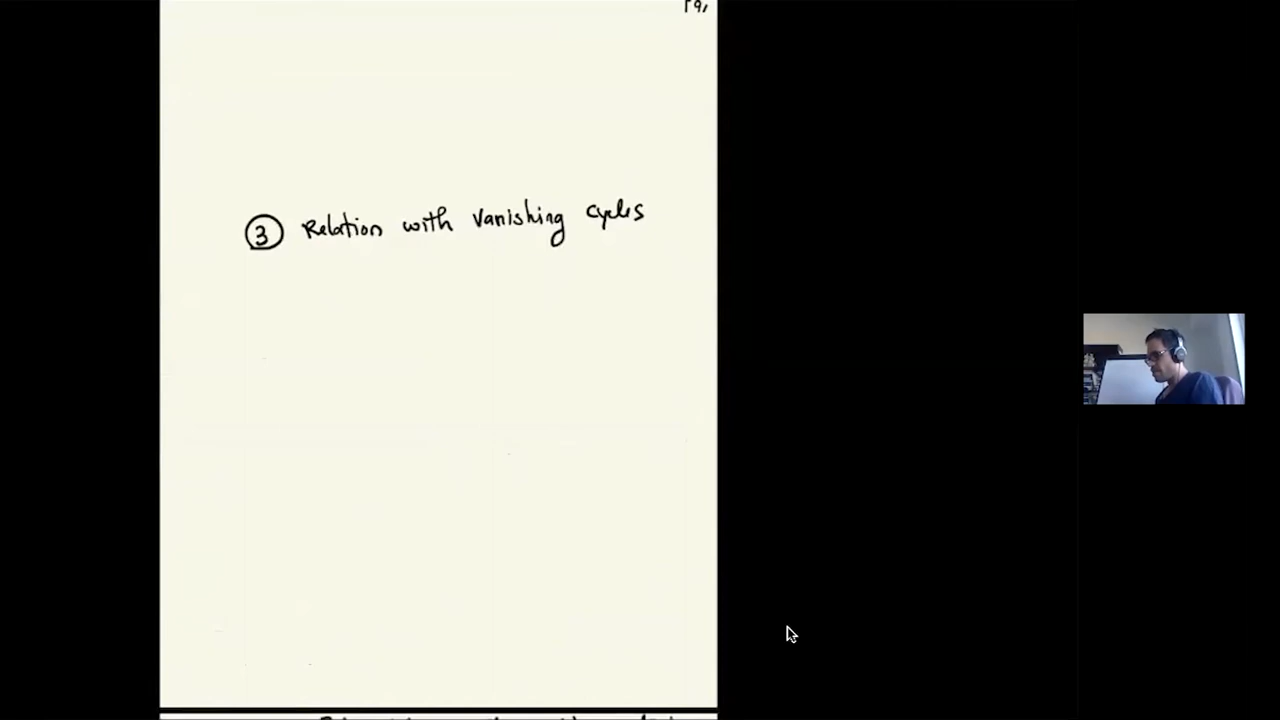 ③ Relation with vanishing cycles